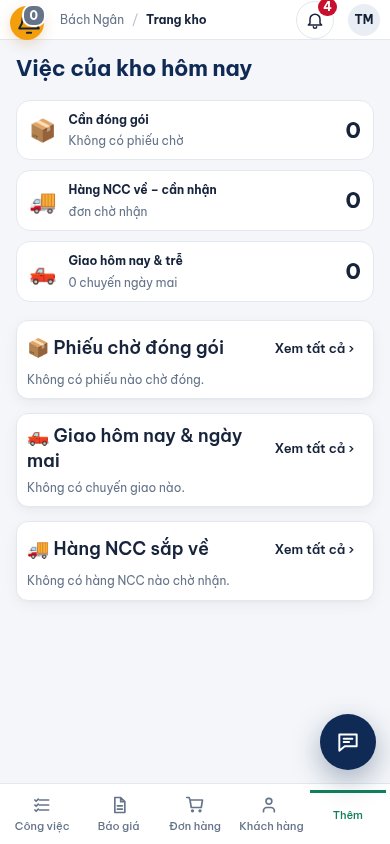 0
Bách Ngân / Trang kho
4
TM
Việc của kho hôm nay
Cần đóng gói
Không có phiếu chờ
0
Hàng NCC về – cần nhận
đơn chờ nhận
0
Giao hôm nay & trễ
0 chuyến ngày mai
0
Phiếu chờ đóng gói
Xem tất cả ›
Không có phiếu nào chờ đóng.
Giao hôm nay & ngày
mai
Xem tất cả ›
Không có chuyến giao nào.
Hàng NCC sắp về
Xem tất cả ›
Không có hàng NCC nào chờ nhận.
Công việc
Báo giá
Đơn hàng
Khách hàng
Thêm